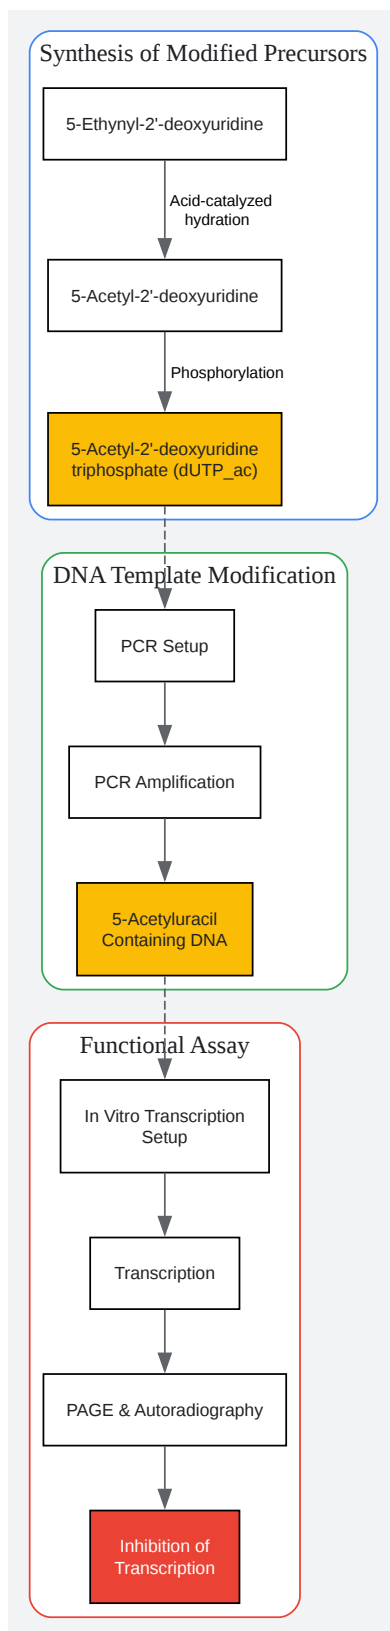 Synthesis of Modified Precursors
5-Ethynyl-2'-deoxyuridine
Acid-catalyzed
hydration
5-Acetyl-2'-deoxyuridine
Phosphorylation
5-Acetyl-2'-deoxyuridine
triphosphate (dUTP_ac)
DNA Template Modification
PCR Setup
PCR Amplification
5-Acetyluracil
Containing DNA
Functional Assay
In Vitro Transcription
Setup
Transcription
PAGE & Autoradiography
Inhibition of
Transcription